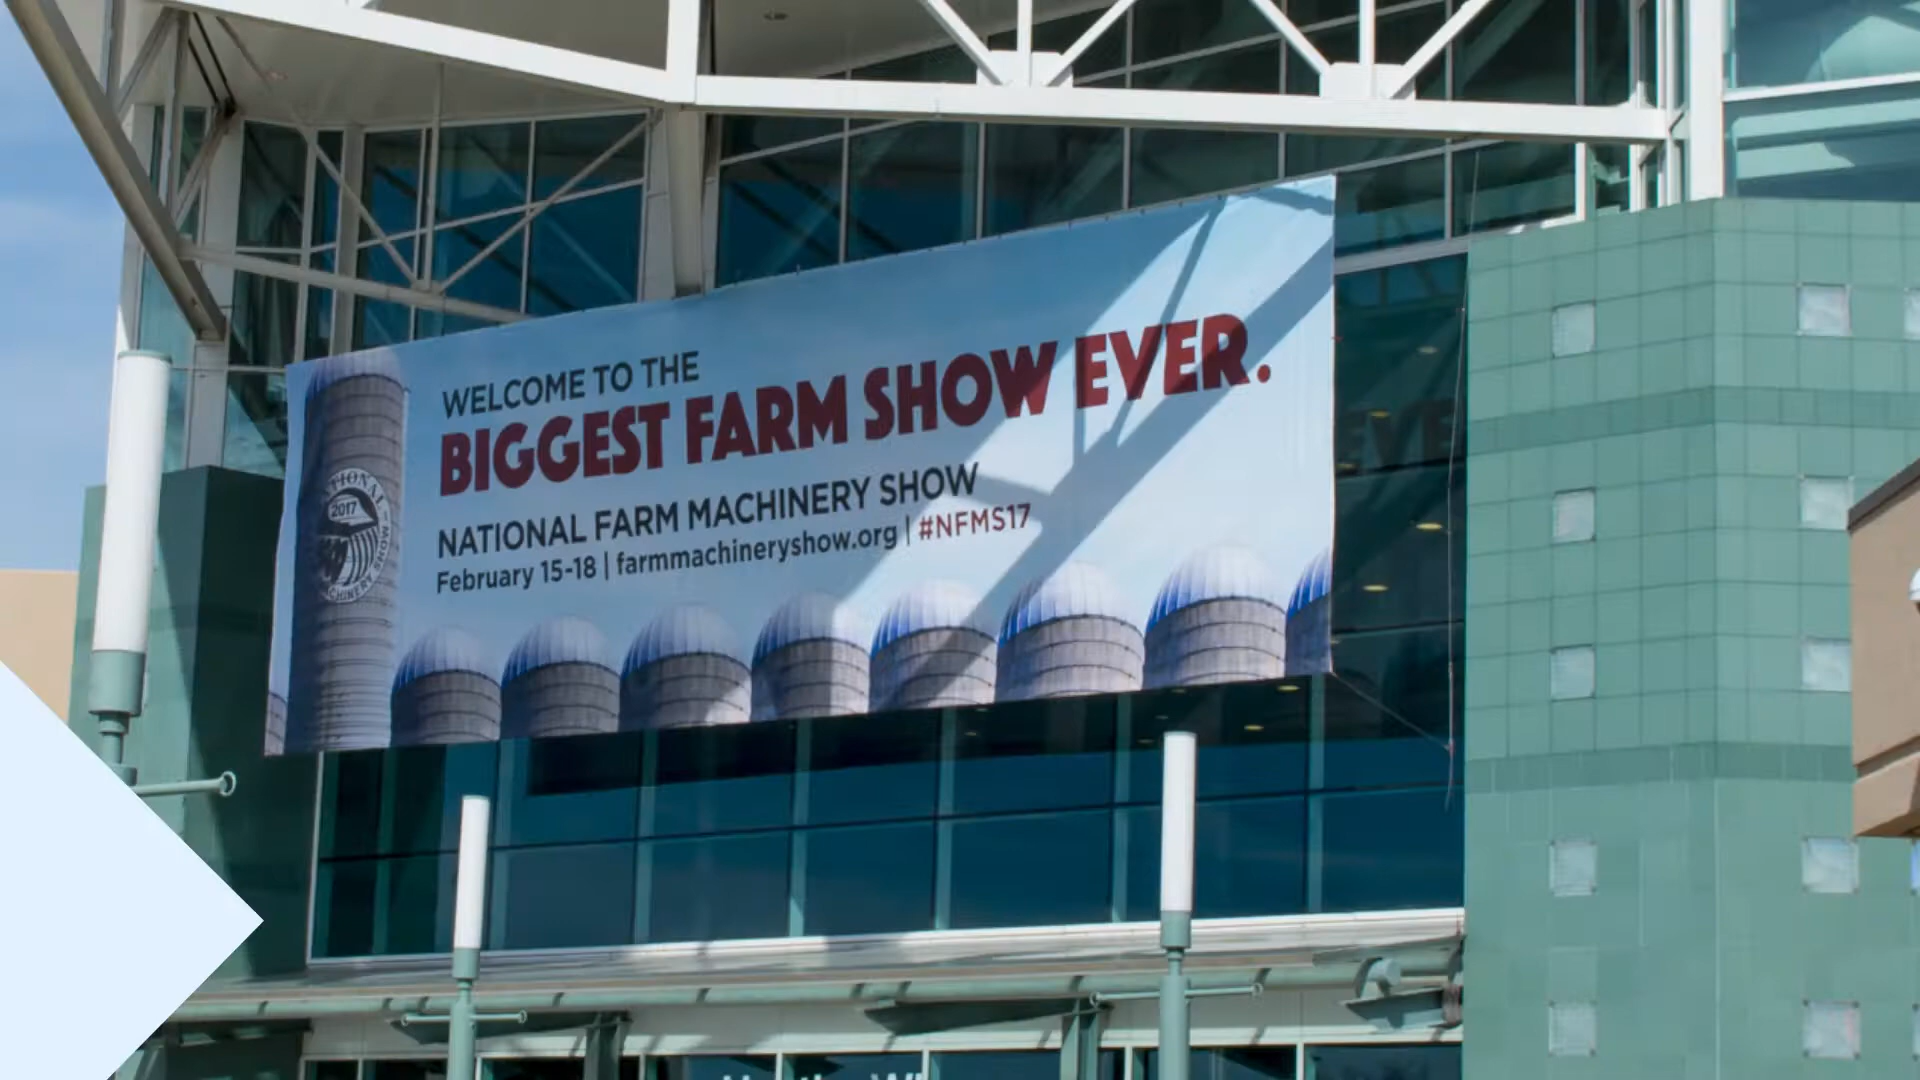 WELCOME TO THE
BIGGEST FARM SHOW EVER.
NATIONAL FARM MACHINERY SHOW
February 15-18 | farmmachineryshow.org | #NFMS17
2017